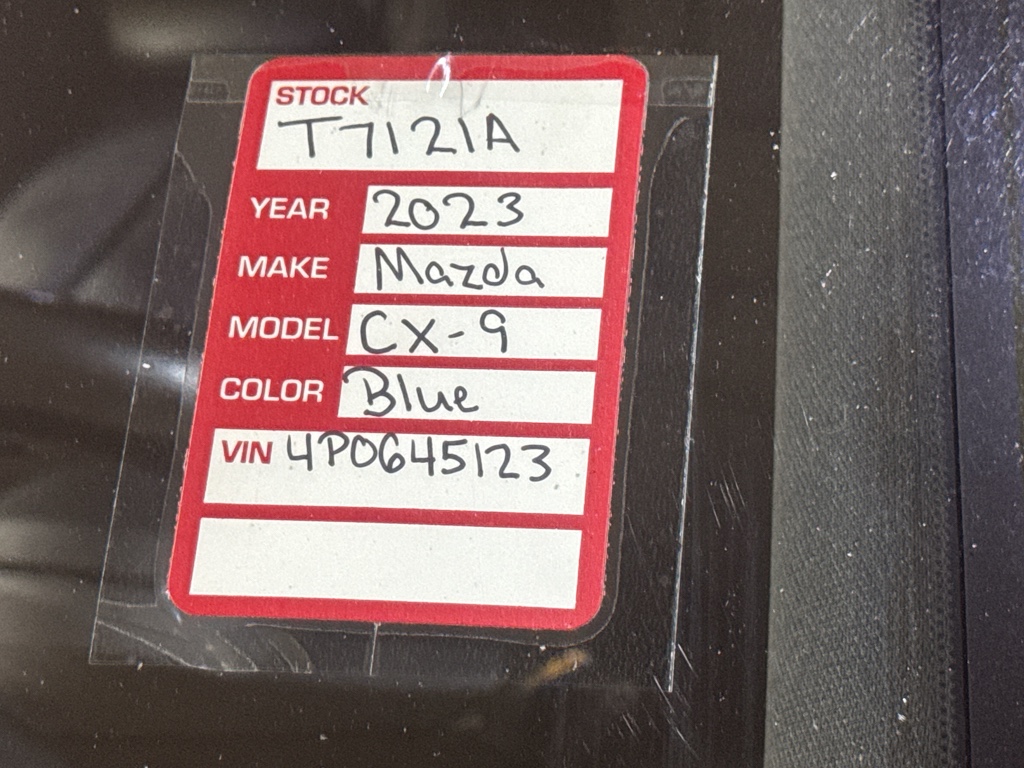 STOCK
T7121A
YEAR 2023
MAKE Mazda
MODEL CX-9
COLOR Blue
VIN 4P0645123